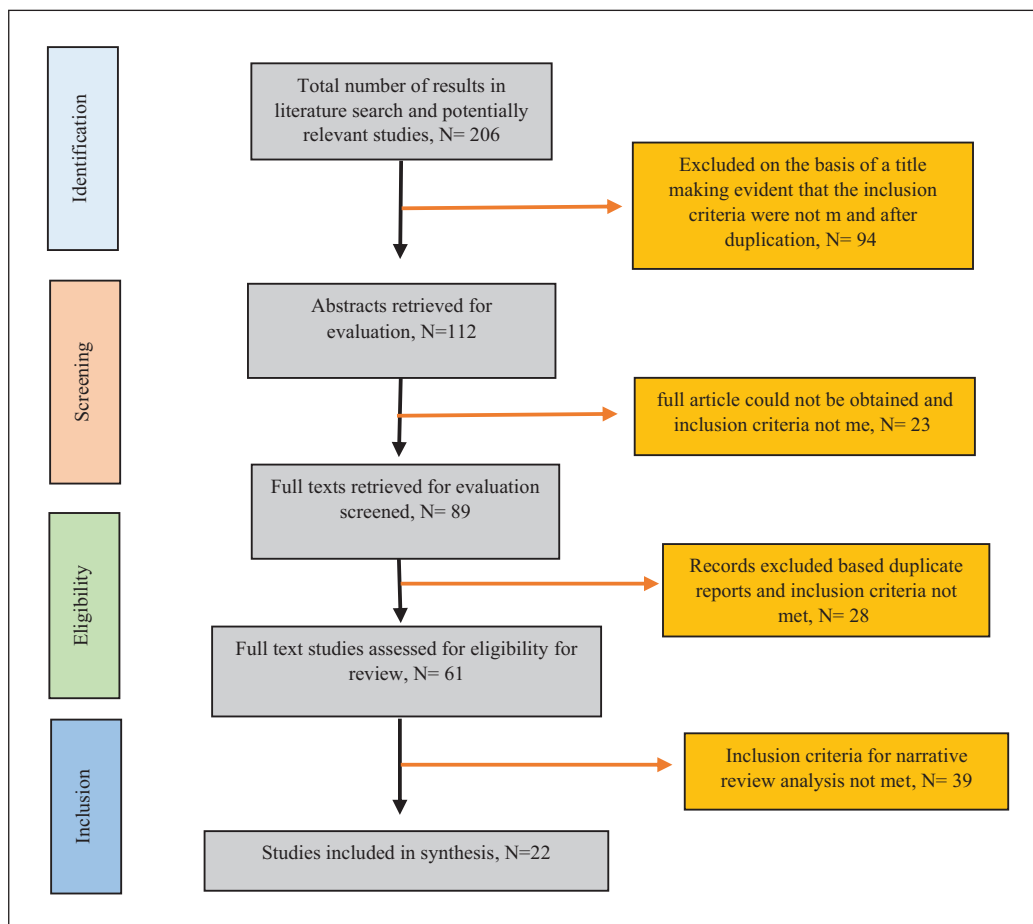 Identification
Total number of results in
literature search and potentially
relevant studies, N= 206
Excluded on the basis of a title
making evident that the inclusion
criteria were not m and after
duplication, N= 94
Screening
Abstracts retrieved for
evaluation, N=112
full article could not be obtained and
inclusion criteria not me, N= 23
Full texts retrieved for evaluation
screened, N= 89
Eligibility
Records excluded based duplicate
reports and inclusion criteria not
met, N= 28
Full text studies assessed for eligibility for
review, N= 61
Inclusion
Inclusion criteria for narrative
review analysis not met, N= 39
Studies included in synthesis, N=22